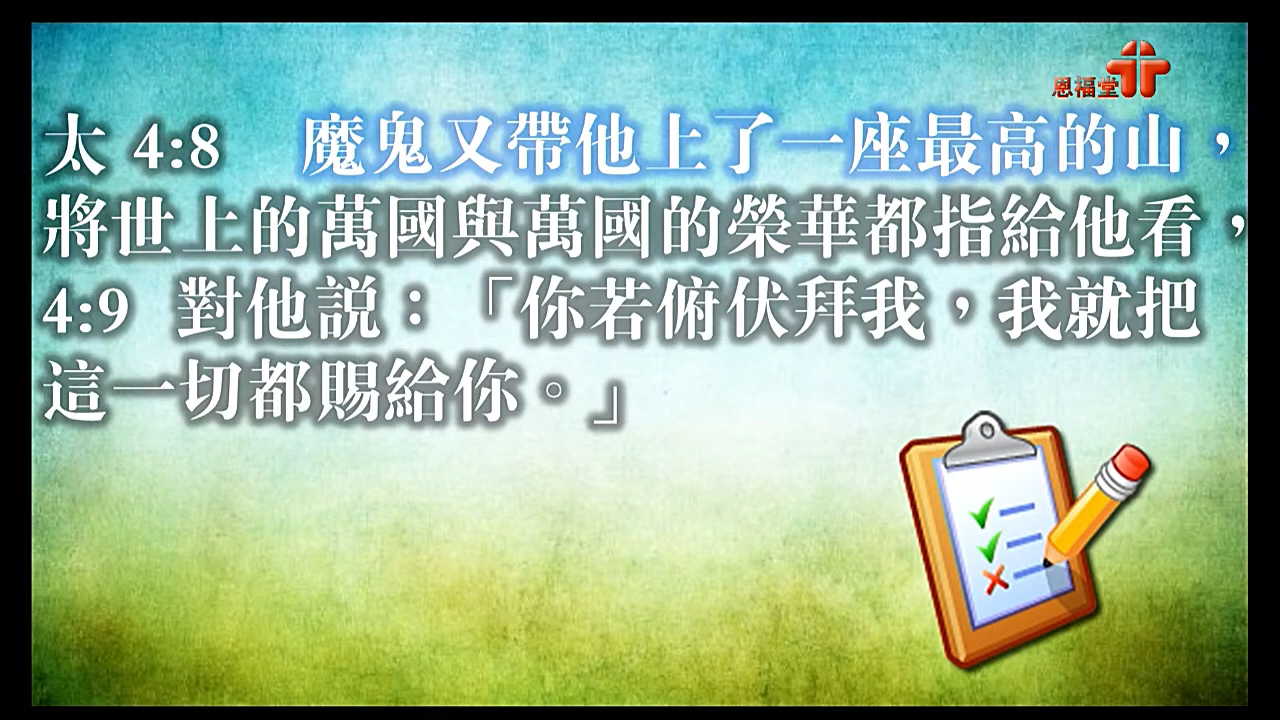 恩福堂
太 4:8 魔鬼又帶他上了一座最高的山，
將世上的萬國與萬國的榮華都指給他看，
4:9 對他説：「你若俯伏拜我，我就把
這一切都賜給你。」